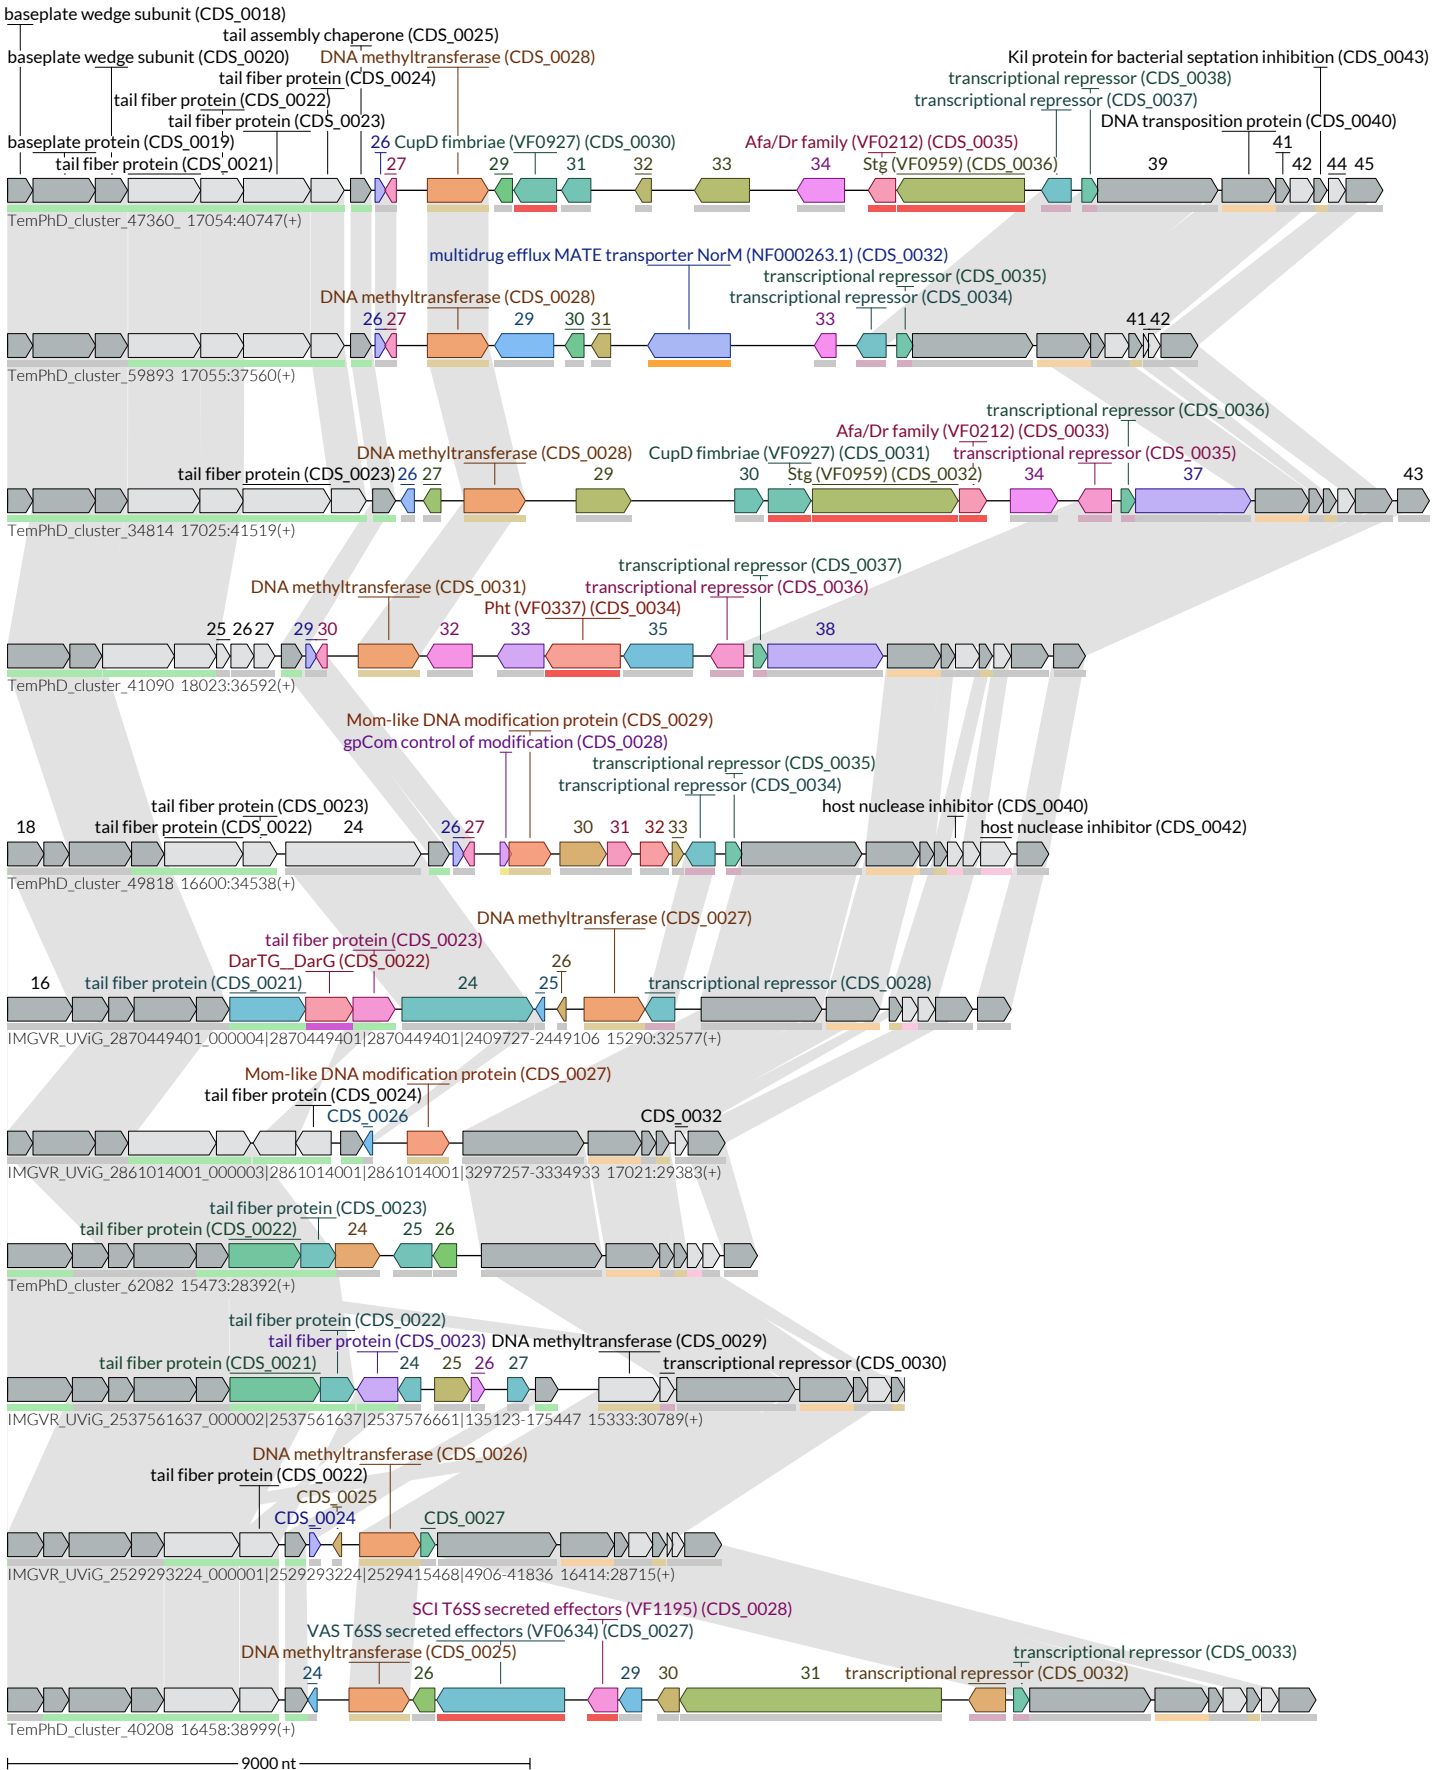 baseplate wedge subunit (CDS_0018)
tail assembly chaperone (CDS_0025)
baseplate wedge subunit (CDS_0020) DNA methyltransferase (CDS_0028) Kil protein for bacterial septation inhibition (CDS_0043)
tail fiber protein (CDS_0024) transcriptional repressor (CDS_0038)
tail fiber protein (CDS_0022) transcriptional repressor (CDS_0037)
tail fiber protein (CDS_0023) DNA transposition protein (CDS_0040)
baseplate protein (CDS_0019) 26 CupD fimbriae (VF0927) (CDS_0030) Afa/Dr family (VF0212) (CDS_0035) 41
tail fiber protein (CDS_0021) 27 29 31 32 33 34 Stg (VF0959) (CDS_0036) 39 42 44 45
TemPhD_cluster_47360_ 17054:40747(+)
multidrug efflux MATE transporter NorM (NF000263.1) (CDS_0032)
transcriptional repressor (CDS_0035)
DNA methyltransferase (CDS_0028) transcriptional repressor (CDS_0034)
26 27 29 30 31 33 41 42
TemPhD_cluster_59893 17055:37560(+)
transcriptional repressor (CDS_0036)
Afa/Dr family (VF0212) (CDS_0033)
DNA methyltransferase (CDS_0028) CupD fimbriae (VF0927) (CDS_0031) transcriptional repressor (CDS_0035)
tail fiber protein (CDS_0023) 26 27 29 30 Stg (VF0959) (CDS_0032) 34 37 43
TemPhD_cluster_34814 17025:41519(+)
transcriptional repressor (CDS_0037)
DNA methyltransferase (CDS_0031) transcriptional repressor (CDS_0036)
Pht (VF0337) (CDS_0034)
25 26 27 29 30 32 33 35 38
TemPhD_cluster_41090 18023:36592(+)
Mom-like DNA modification protein (CDS_0029)
gpCom control of modification (CDS_0028)
transcriptional repressor (CDS_0035)
transcriptional repressor (CDS_0034)
tail fiber protein (CDS_0023) host nuclease inhibitor (CDS_0040)
18 tail fiber protein (CDS_0022) 24 26 27 30 31 32 33 host nuclease inhibitor (CDS_0042)
TemPhD_cluster_49818 16600:34538(+)
DNA methyltransferase (CDS_0027)
tail fiber protein (CDS_0023)
DarTG__DarG (CDS_0022) 26
16 tail fiber protein (CDS_0021) 24 25 transcriptional repressor (CDS_0028)
IMGVR_UViG_2870449401_000004|2870449401|2870449401|2409727-2449106 15290:32577(+)
Mom-like DNA modification protein (CDS_0027)
tail fiber protein (CDS_0024)
CDS_0026 CDS_0032
IMGVR_UViG_2861014001_000003|2861014001|2861014001|3297257-3334933 17021:29383(+)
tail fiber protein (CDS_0023)
tail fiber protein (CDS_0022) 24 25 26
TemPhD_cluster_62082 15473:28392(+)
tail fiber protein (CDS_0022)
tail fiber protein (CDS_0023) DNA methyltransferase (CDS_0029)
tail fiber protein (CDS_0021) 24 25 26 27 transcriptional repressor (CDS_0030)
IMGVR_UViG_2537561637_000002|2537561637|2537576661|135123-175447 15333:30789(+)
DNA methyltransferase (CDS_0026)
tail fiber protein (CDS_0022)
CDS_0025
CDS_0024 CDS_0027
IMGVR_UViG_2529293224_000001|2529293224|2529415468|4906-41836 16414:28715(+)
SCI T6SS secreted effectors (VF1195) (CDS_0028)
VAS T6SS secreted effectors (VF0634) (CDS_0027)
DNA methyltransferase (CDS_0025) transcriptional repressor (CDS_0033)
24 26 29 30 31 transcriptional repressor (CDS_0032)
TemPhD_cluster_40208 16458:38999(+)
9000 nt